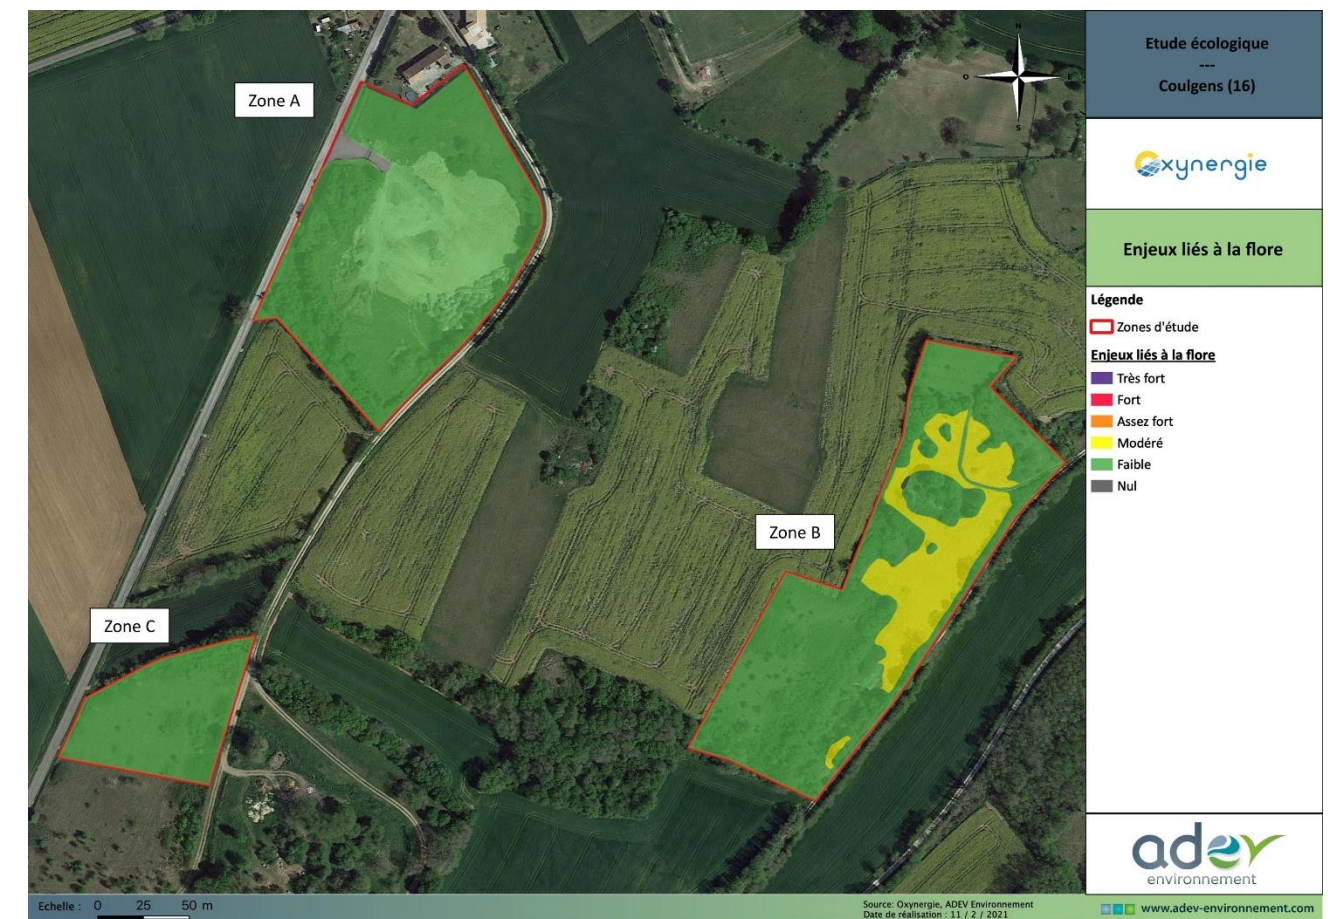 Zone A
Zone B
Zone C
N
O
S
Etude écologique
---
Coulgens (16)
Oxynergie
Enjeux liés à la flore
Légende
Zones d'étude
Enjeux liés à la flore
Très fort
Fort
Assez fort
Modéré
Faible
Nul
adev
environnement
Echelle : 0 25 50 m
Source: Oxynergie, ADEV Environnement
Date de réalisation : 11 / 2 / 2021
www.adev-environnement.com